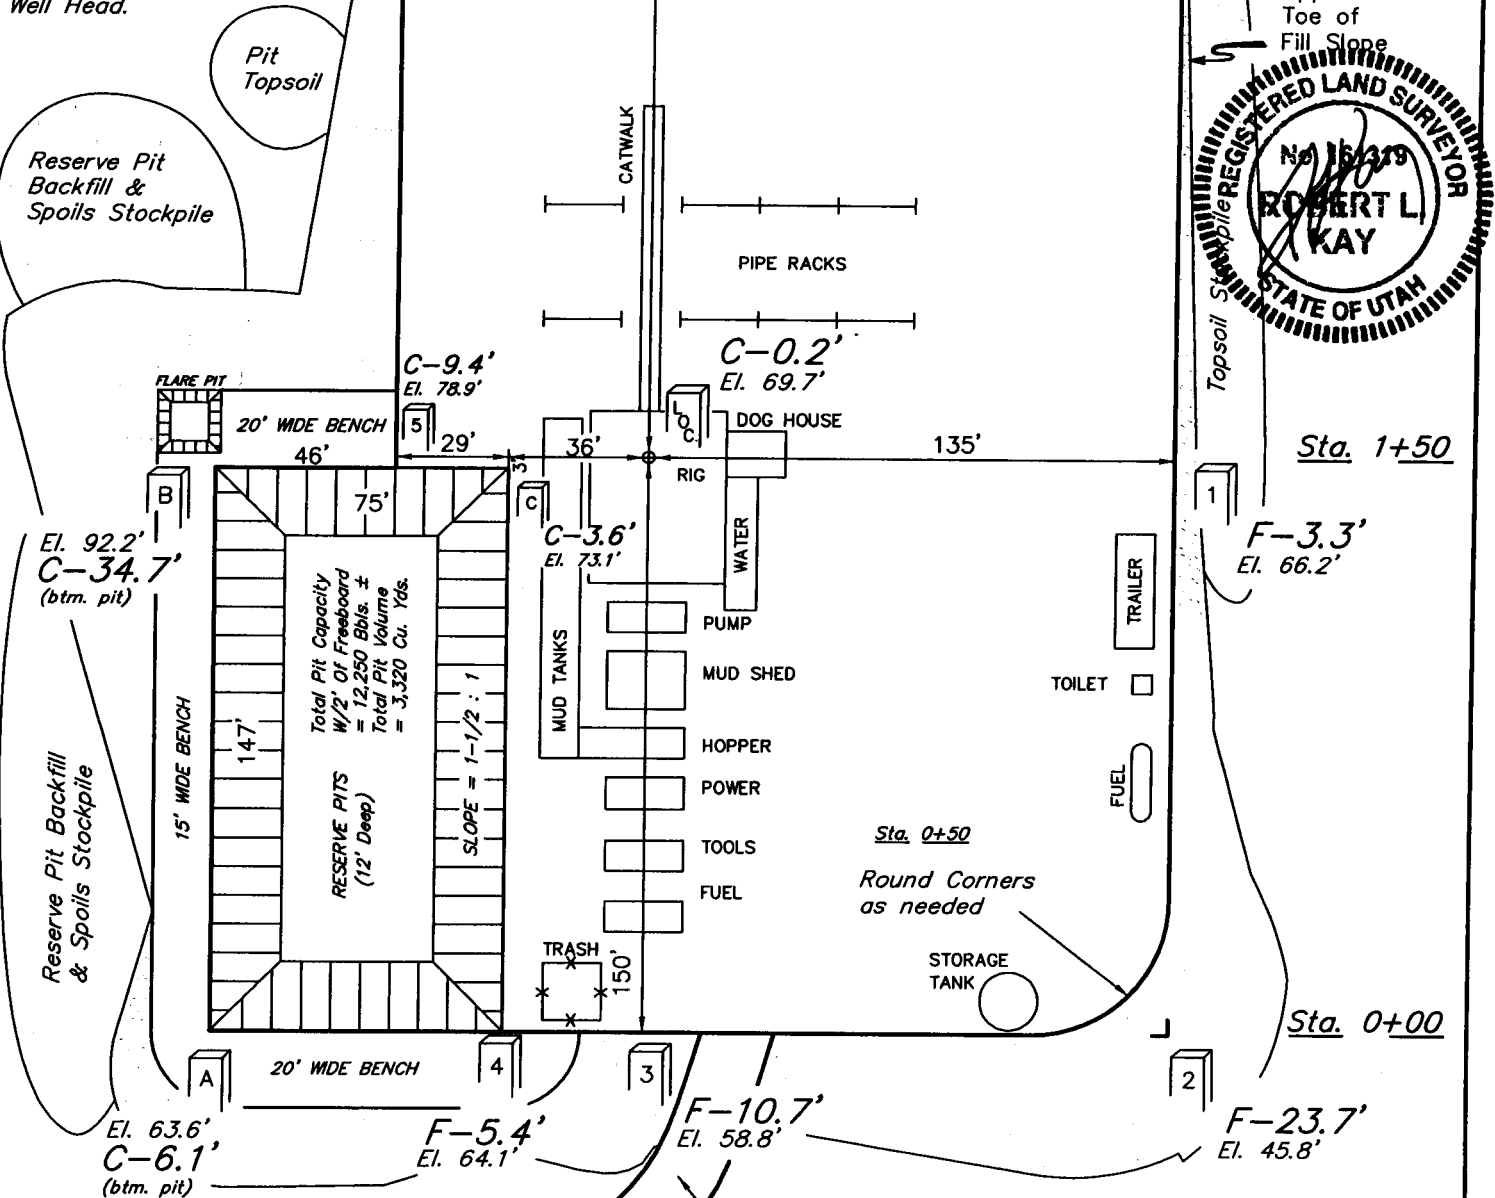 Well Head.
Toe of
Fill Slope
Pit
Topsoil
Reserve Pit
Backfill &
Spoils Stockpile
CATWALK
PIPE RACKS
REGISTERED LAND SURVEYOR
No.
ROBERT L.
KAY
STATE OF UTAH
Topsoil Stockpile
C-9.4'
El. 78.9'
C-0.2'
El. 69.7'
FLARE PIT
20' WIDE BENCH
5
LOC.
DOG HOUSE
46'
29'
3'
36'
RIG
135'
Sta. 1+50
B
75'
C
1
El. 92.2'
C-34.7'
(btm. pit)
C-3.6'
El. 73.1'
WATER
F-3.3'
El. 66.2'
TRAILER
Total Pit Capacity
W/2' Of Freeboard
= 12,250 Bbls. ±
Total Pit Volume
= 3,320 Cu. Yds.
PUMP
MUD TANKS
MUD SHED
TOILET
SLOPE = 1-1/2 : 1
15' WIDE BENCH
147'
HOPPER
POWER
FUEL
RESERVE PITS
(12' Deep)
Reserve Pit Backfill
& Spoils Stockpile
TOOLS
Sta. 0+50
FUEL
Round Corners
as needed
TRASH
150'
STORAGE
TANK
Sta. 0+00
A
20' WIDE BENCH
4
3
2
El. 63.6'
C-6.1'
(btm. pit)
F-5.4'
El. 64.1'
F-10.7'
El. 58.8'
F-23.7'
El. 45.8'